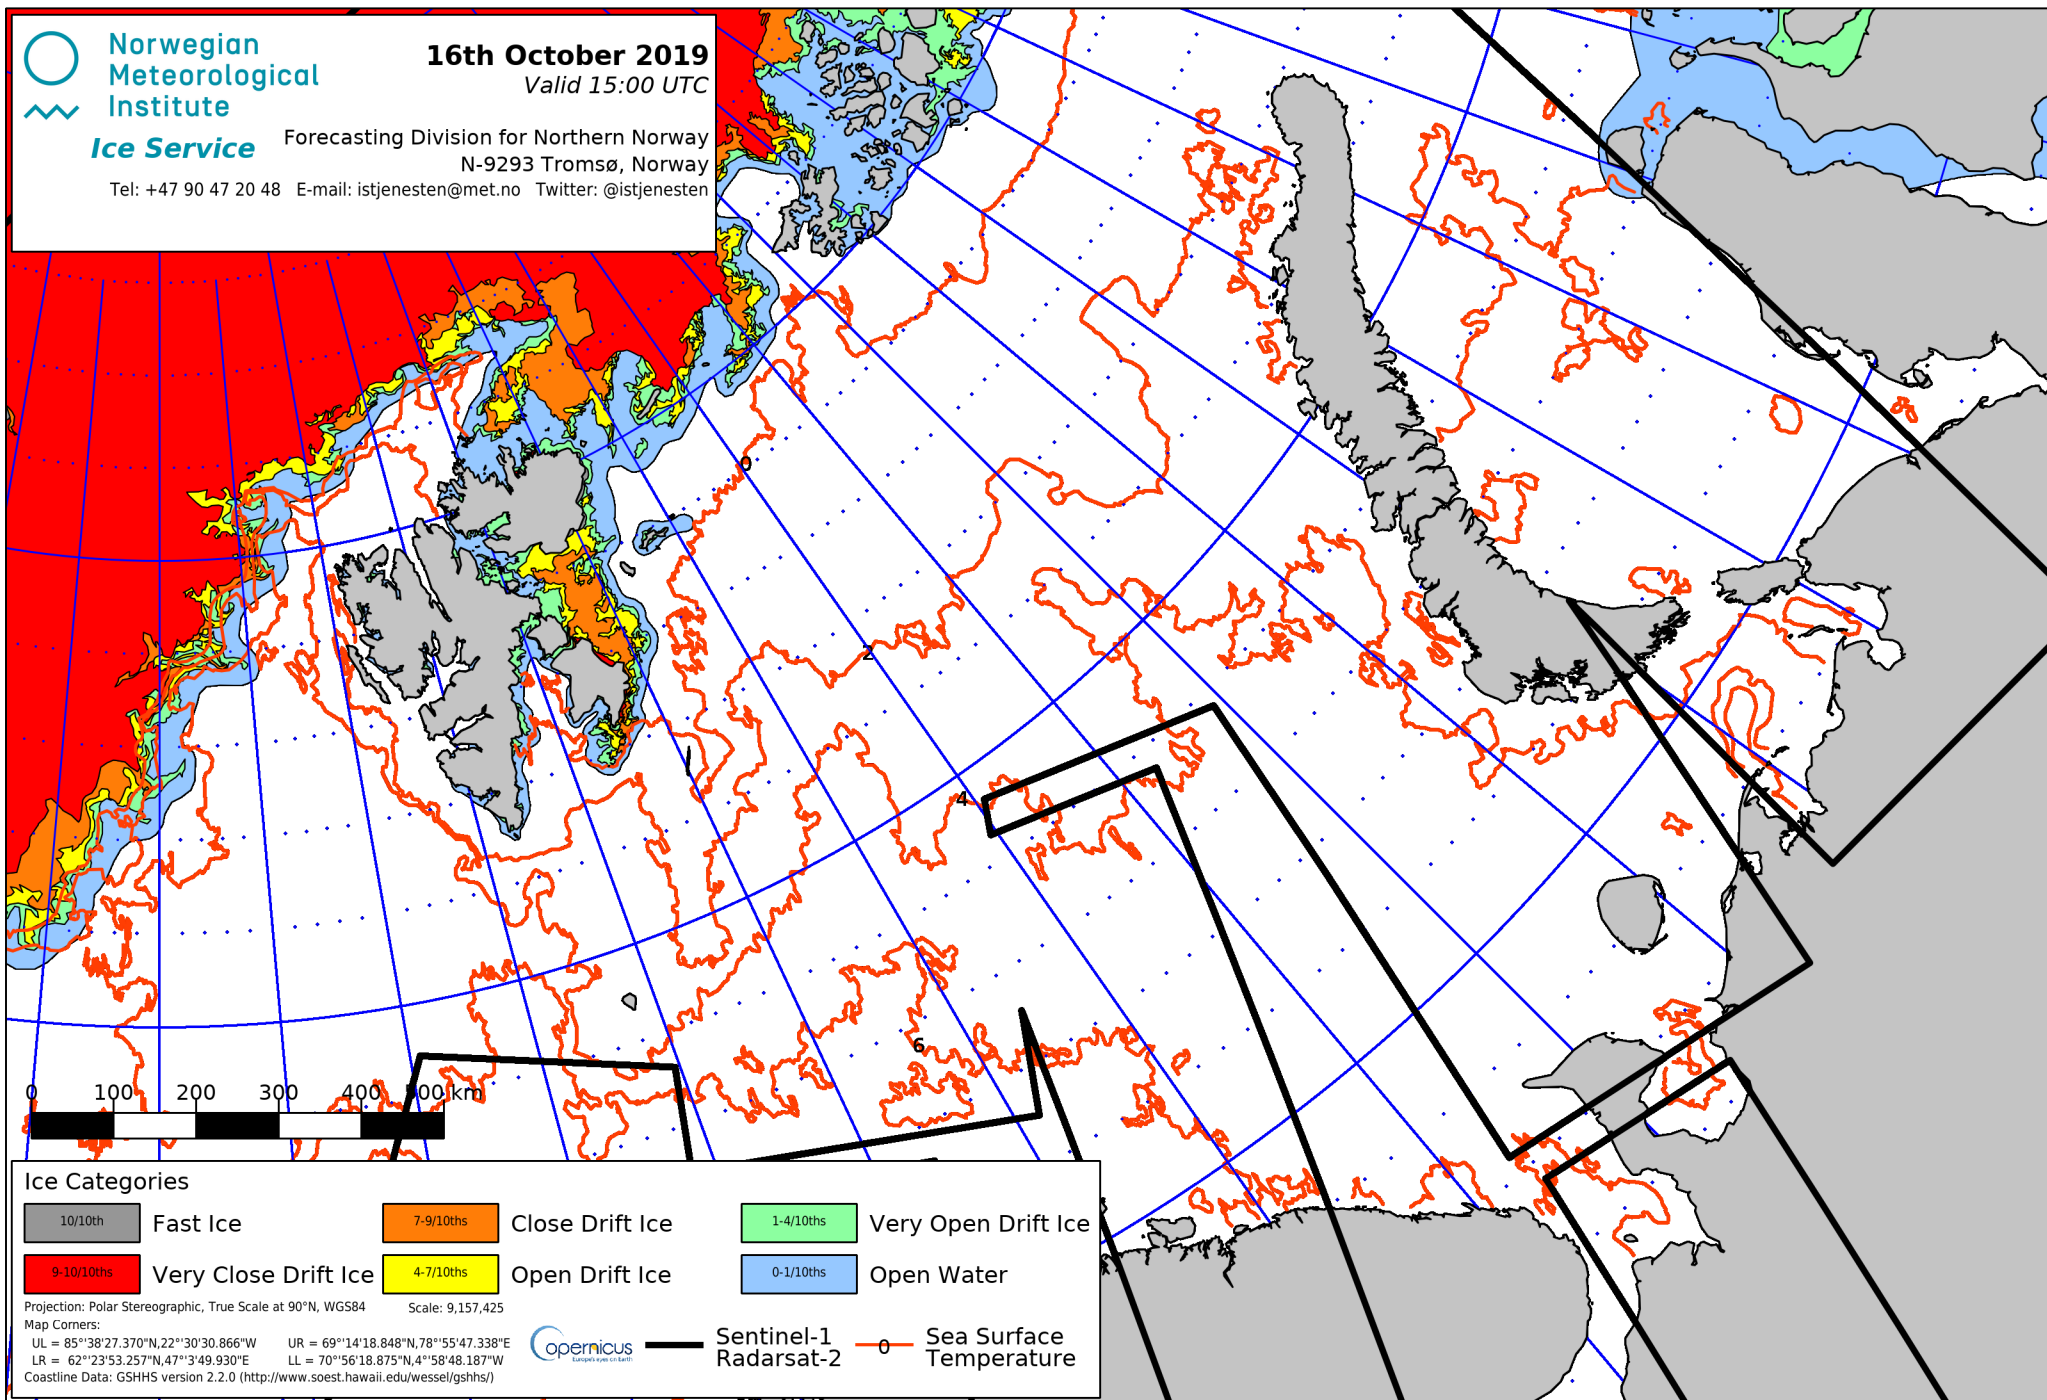 Norwegian
Meteorological
Institute
Ice Service
16th October 2019
Valid 15:00 UTC
Forecasting Division for Northern Norway
N-9293 Tromsø, Norway
Tel: +47 90 47 20 48 E-mail: istjenesten@met.no Twitter: @istjenesten
0
2
4
6
0 100 200 300 400 500 km
Ice Categories
10/10th Fast Ice
7-9/10ths Close Drift Ice
1-4/10ths Very Open Drift Ice
9-10/10ths Very Close Drift Ice
4-7/10ths Open Drift Ice
0-1/10ths Open Water
Projection: Polar Stereographic, True Scale at 90°N, WGS84 Scale: 9,157,425
Map Corners:
UL = 85°'38'27.370"N,22°'30'30.866"W UR = 69°'14'18.848"N,78°'55'47.338"E
LR = 62°'23'53.257"N,47°'3'49.930"E LL = 70°'56'18.875"N,4°'58'48.187"W
Coastline Data: GSHHS version 2.2.0 (http://www.soest.hawaii.edu/wessel/gshhs/)
Copernicus
Europe's eyes on Earth
Sentinel-1
Radarsat-2
0
Sea Surface
Temperature